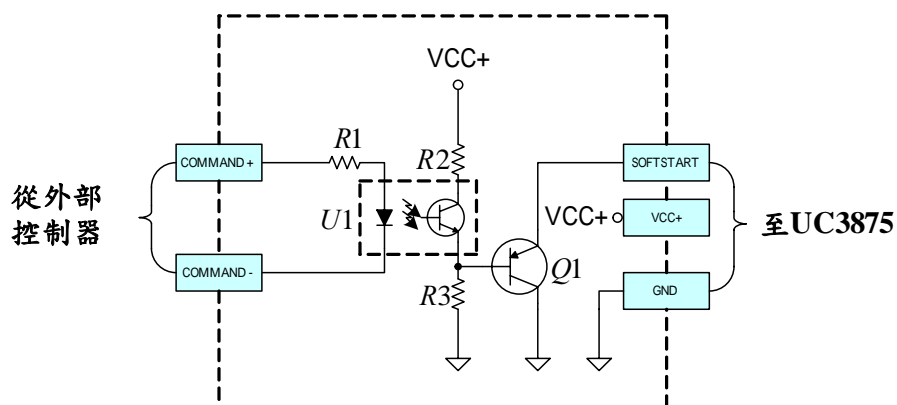 VCC+
R1
COMMAND+
R2
SOFTSTART
從外部
控制器
U1
VCC+
VCC+
至UC3875
COMMAND-
R3
Q1
GND